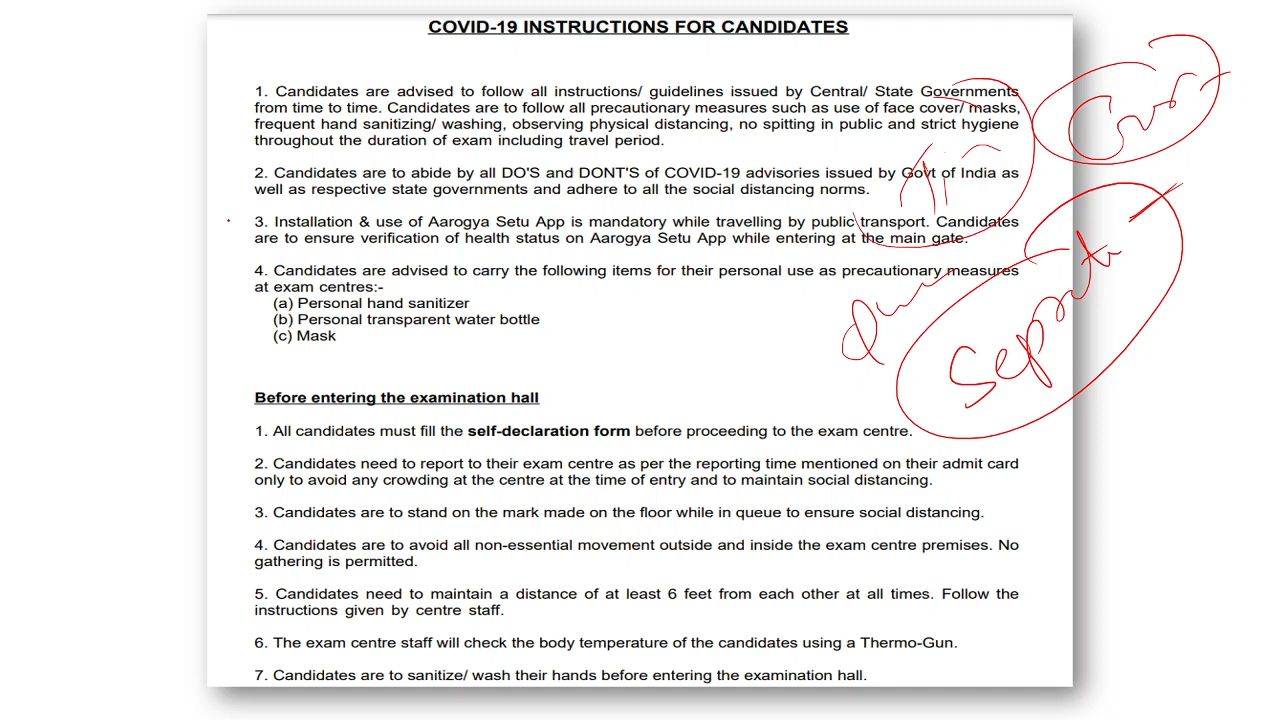 COVID-19 INSTRUCTIONS FOR CANDIDATES
1. Candidates are advised to follow all instructions/ guidelines issued by Central/ State Governments
from time to time. Candidates are to follow all precautionary measures such as use of face cover/ masks,
frequent hand sanitizing/ washing, observing physical distancing, no spitting in public and strict hygiene
throughout the duration of exam including travel period.
2. Candidates are to abide by all DO'S and DONT'S of COVID-19 advisories issued by Govt of India as
well as respective state governments and adhere to all the social distancing norms.
3. Installation & use of Aarogya Setu App is mandatory while travelling by public transport. Candidates
are to ensure verification of health status on Aarogya Setu App while entering at the main gate.
4. Candidates are advised to carry the following items for their personal use as precautionary measures
at exam centres:-
(a) Personal hand sanitizer
(b) Personal transparent water bottle
(c) Mask
Before entering the examination hall
1. All candidates must fill the self-declaration form before proceeding to the exam centre.
2. Candidates need to report to their exam centre as per the reporting time mentioned on their admit card
only to avoid any crowding at the centre at the time of entry and to maintain social distancing.
3. Candidates are to stand on the mark made on the floor while in queue to ensure social distancing.
4. Candidates are to avoid all non-essential movement outside and inside the exam centre premises. No
gathering is permitted.
5. Candidates need to maintain a distance of at least 6 feet from each other at all times. Follow the
instructions given by centre staff.
6. The exam centre staff will check the body temperature of the candidates using a Thermo-Gun.
7. Candidates are to sanitize/ wash their hands before entering the examination hall.